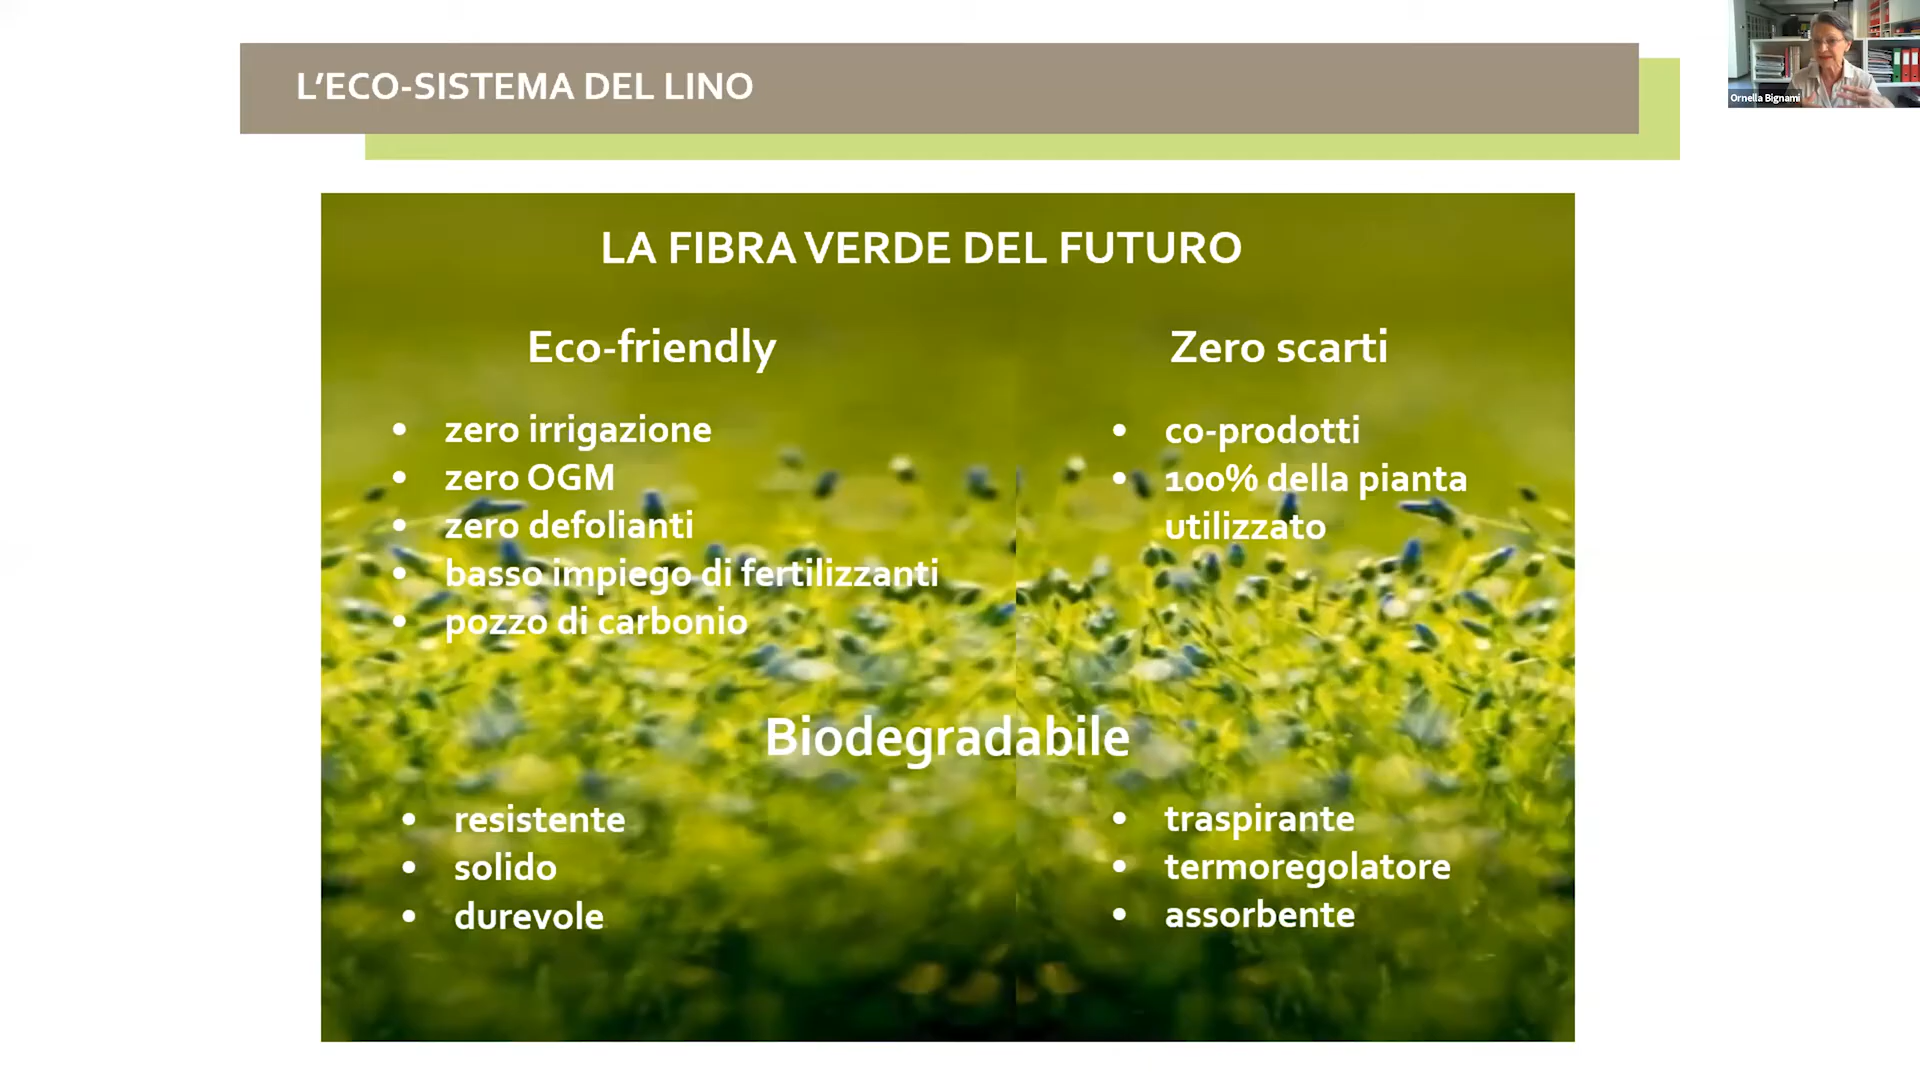 L'ECO-SISTEMA DEL LINO
Ornella Bignami
LA FIBRA VERDE DEL FUTURO
Eco-friendly
• zero irrigazione
• zero OGM
• zero defolianti
• basso impiego di fertilizzanti
• pozzo di carbonio
Zero scarti
• co-prodotti
• 100% della pianta
utilizzato
Biodegradabile
• resistente
• solido
• durevole
• traspirante
• termoregolatore
• assorbente